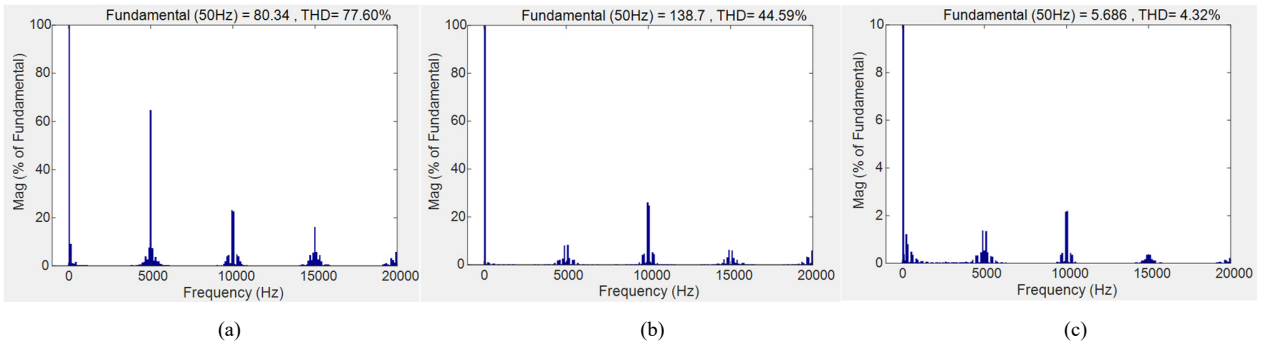 Fundamental (50Hz) = 80.34 , THD= 77.60%
100
80
60
40
20
0
Mag (% of Fundamental)
0 5000 10000 15000 20000
Frequency (Hz)
(a)
Fundamental (50Hz) = 138.7 , THD= 44.59%
100
80
60
40
20
0
Mag (% of Fundamental)
0 5000 10000 15000 20000
Frequency (Hz)
(b)
Fundamental (50Hz) = 5.686 , THD= 4.32%
10
8
6
4
2
0
Mag (% of Fundamental)
0 5000 10000 15000 20000
Frequency (Hz)
(c)